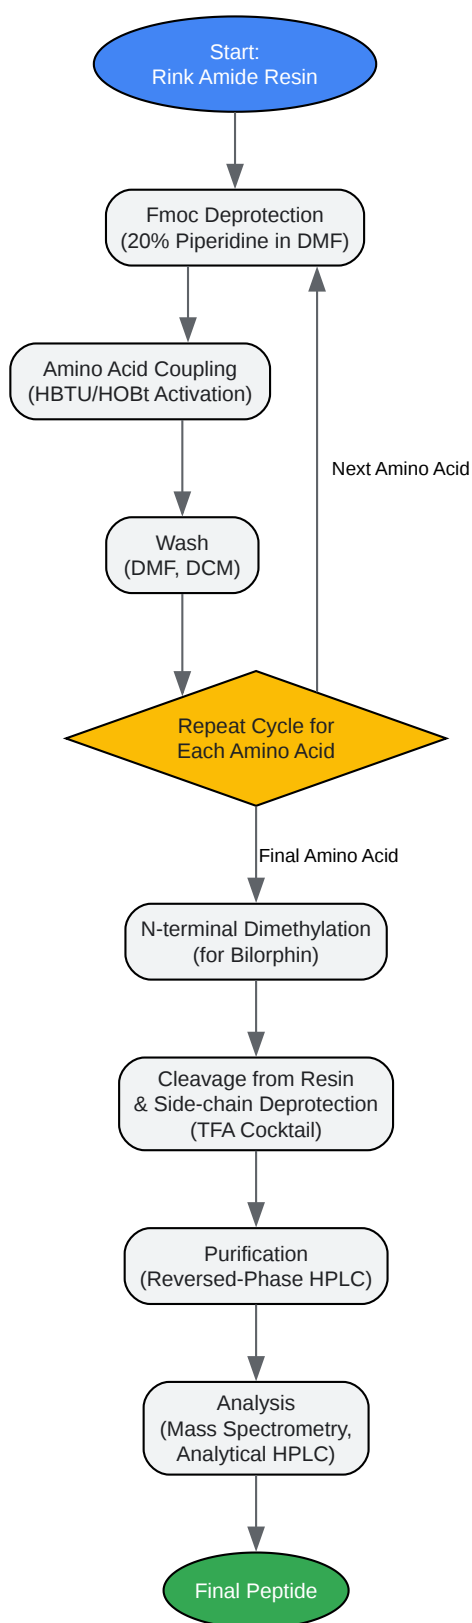 Start:
Rink Amide Resin
Fmoc Deprotection
(20% Piperidine in DMF)
Amino Acid Coupling
(HBTU/HOBt Activation)
Next Amino Acid
Wash
(DMF, DCM)
Repeat Cycle for
Each Amino Acid
Final Amino Acid
N-terminal Dimethylation
(for Bilorphin)
Cleavage from Resin
& Side-chain Deprotection
(TFA Cocktail)
Purification
(Reversed-Phase HPLC)
Analysis
(Mass Spectrometry,
Analytical HPLC)
Final Peptide